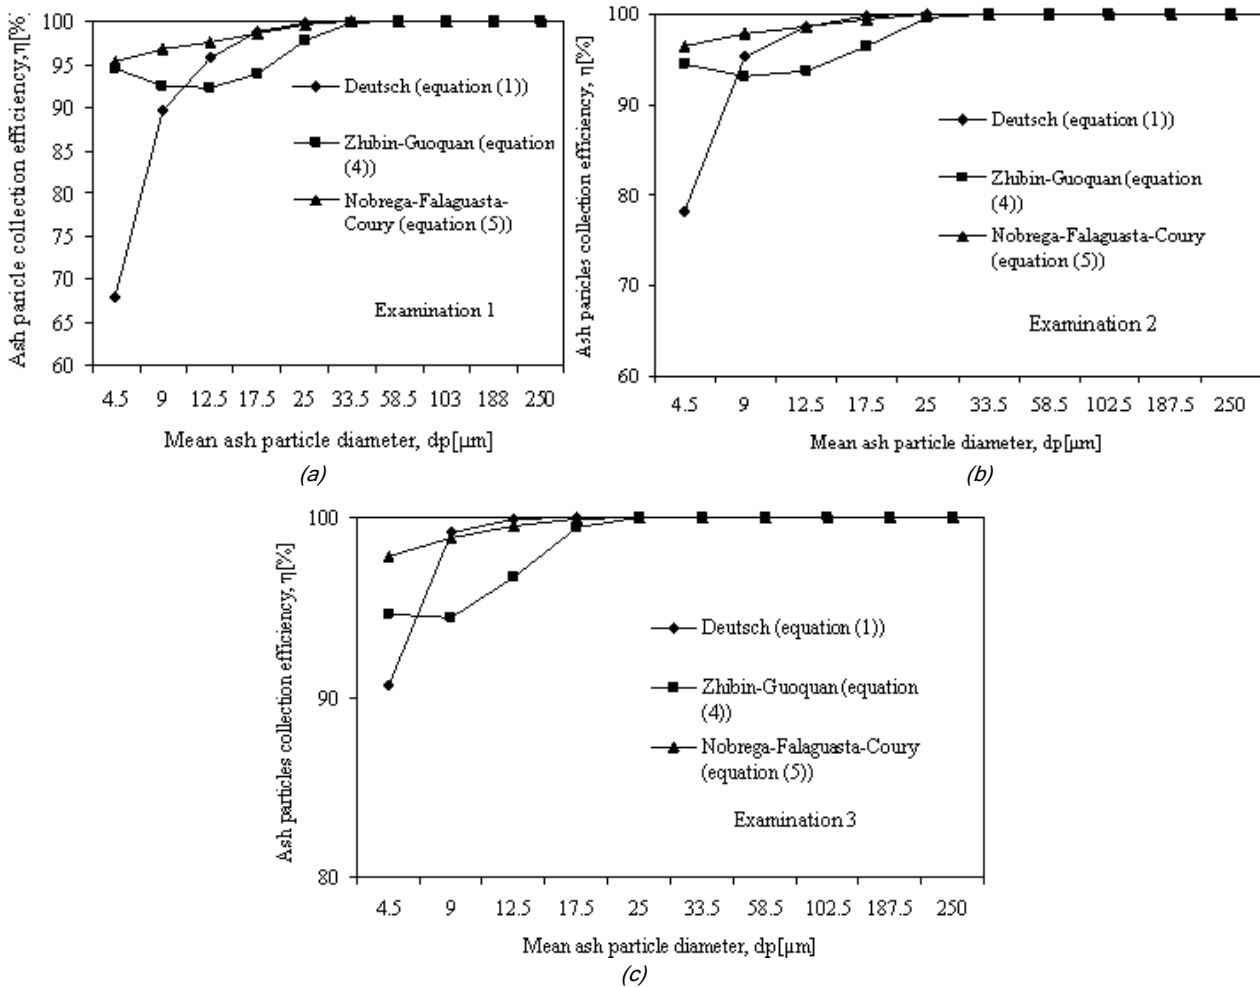 Ash paricle collection efficiency,η[%
100
95
90
85
80
75
70
65
60
4.5 9 12.5 17.5 25 33.5 58.5 103 188 250
Mean ash particle diameter, dp[μm]
Deutsch (equation (1))
Zhibin-Guoquan (equation
(4))
Nobrega-Falaguasta-
Coury (equation (5))
Examination 1
(a)
Ash paricles collection efficiency, η[%]
100
90
80
70
60
4.5 9 12.5 17.5 25 33.5 58.5 102.5 187.5 250
Mean ash particle diameter, dp[μm]
Deutsch (equation (1))
Zhibin-Guoquan (equation
(4))
Nobrega-Falaguasta-Coury
(equation (5))
Examination 2
(b)
Ash particles collection efficiency, η[%]
100
90
80
4.5 9 12.5 17.5 25 33.5 58.5 102.5 187.5 250
Mean ash particle diameter, dp[μm]
Deutsch (equation (1))
Zhibin-Guoquan (equation
(4))
Nobrega-Falaguasta-Coury
(equation (5))
Examination 3
(c)